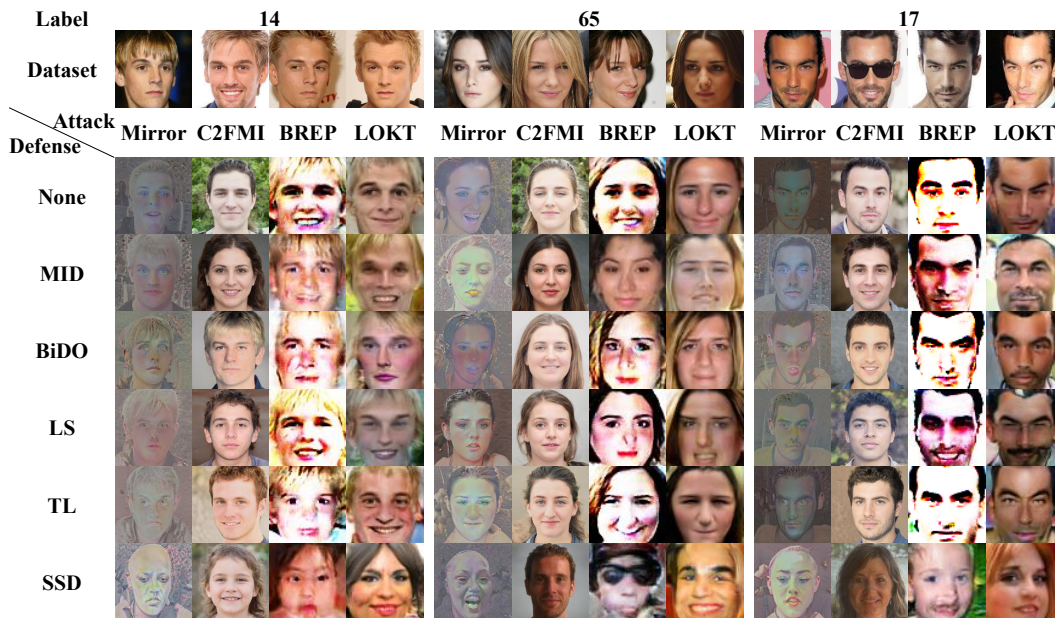 Label 14 65 17
Dataset
Attack
Defense
Mirror C2FMI BREP LOKT Mirror C2FMI BREP LOKT Mirror C2FMI BREP LOKT
None
MID
BiDO
LS
TL
SSD